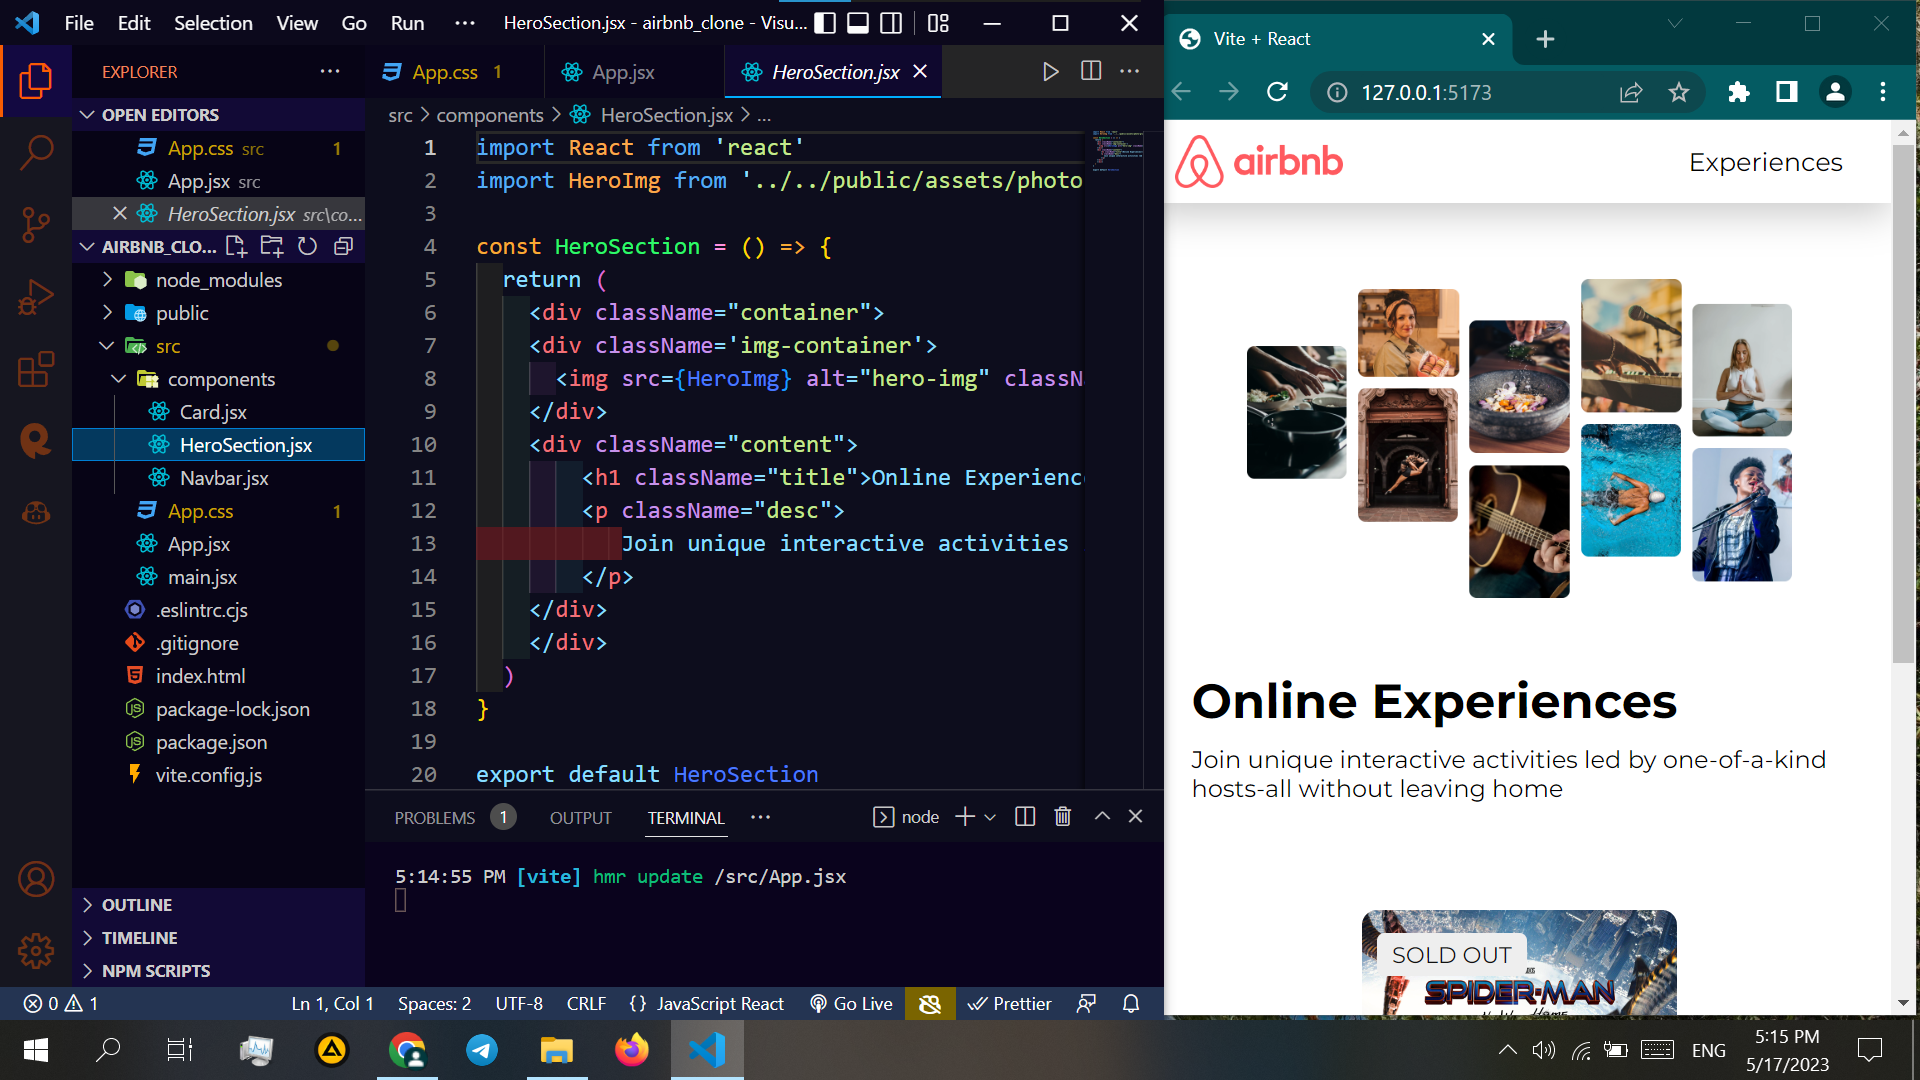 File Edit Selection View Go Run ··· HeroSection.jsx - airbnb_clone - Visu...
EXPLORER ···
OPEN EDITORS
App.css src 1
App.jsx src
HeroSection.jsx src\co...
AIRBNB_CLO...
node_modules
public
src
components
Card.jsx
HeroSection.jsx
Navbar.jsx
App.css 1
App.jsx
main.jsx
.eslintrc.cjs
.gitignore
index.html
package-lock.json
package.json
vite.config.js
OUTLINE
TIMELINE
NPM SCRIPTS
App.css 1 App.jsx HeroSection.jsx
src > components > HeroSection.jsx > ...
1 import React from 'react'
2 import HeroImg from '../../public/assets/photo
3
4 const HeroSection = () => {
5 return (
6 <div className="container">
7 <div className='img-container'>
8 <img src={HeroImg} alt="hero-img" classN
9 </div>
10 <div className="content">
11 <h1 className="title">Online Experienc
12 <p className="desc">
13 Join unique interactive activities
14 </p>
15 </div>
16 </div>
17 )
18 }
19
20 export default HeroSection
PROBLEMS 1 OUTPUT TERMINAL ··· node
5:14:55 PM [vite] hmr update /src/App.jsx
0 1 Ln 1, Col 1 Spaces: 2 UTF-8 CRLF {} JavaScript React Go Live Prettier
Vite + React
127.0.0.1:5173
airbnb Experiences
Online Experiences
Join unique interactive activities led by one-of-a-kind
hosts-all without leaving home
SOLD OUT
SPIDER-MAN
ENG
5:15 PM
5/17/2023